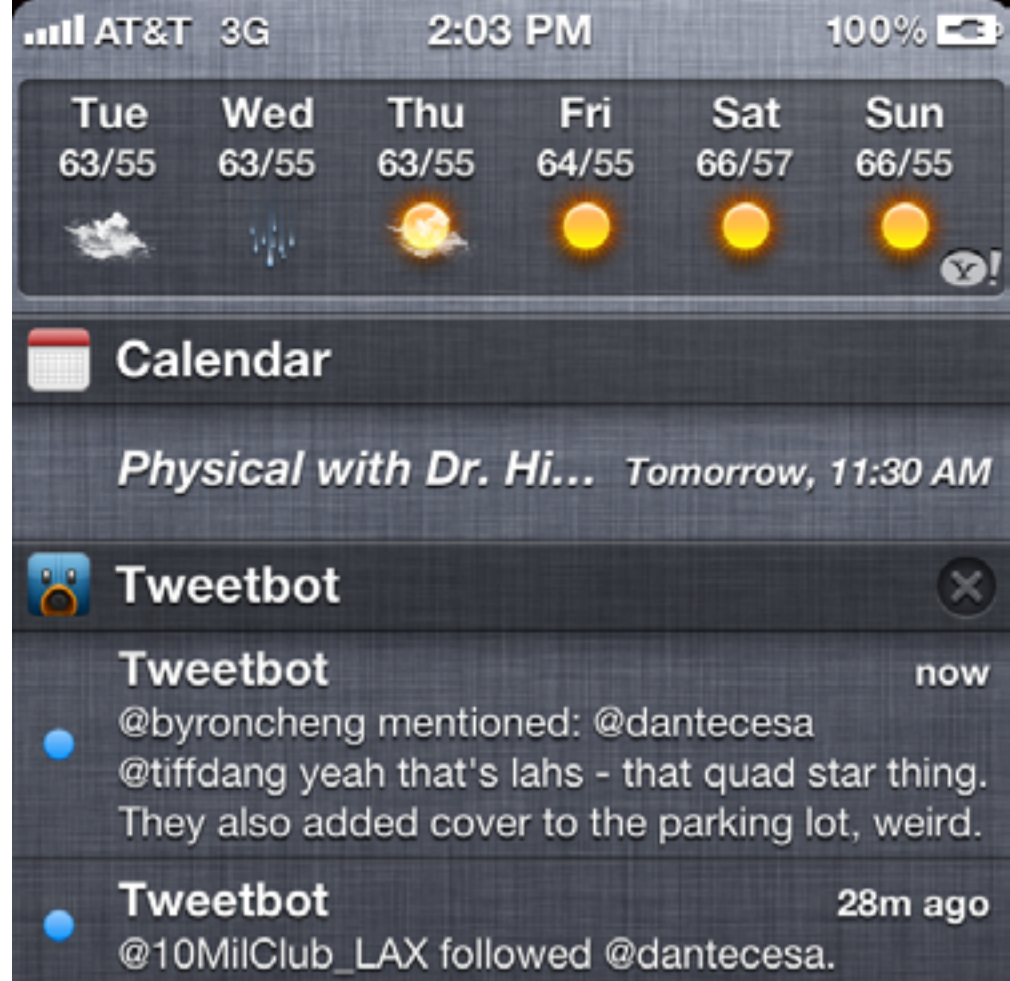 AT&T 3G 2:03 PM 100%
Tue Wed Thu Fri Sat Sun
63/55 63/55 63/55 64/55 66/57 66/55
Y!
Calendar
Physical with Dr. Hi... Tomorrow, 11:30 AM
Tweetbot
Tweetbot now
@byroncheng mentioned: @dantecesa
@tiffdang yeah that's lahs - that quad star thing.
They also added cover to the parking lot, weird.
Tweetbot 28m ago
@10MilClub_LAX followed @dantecesa.